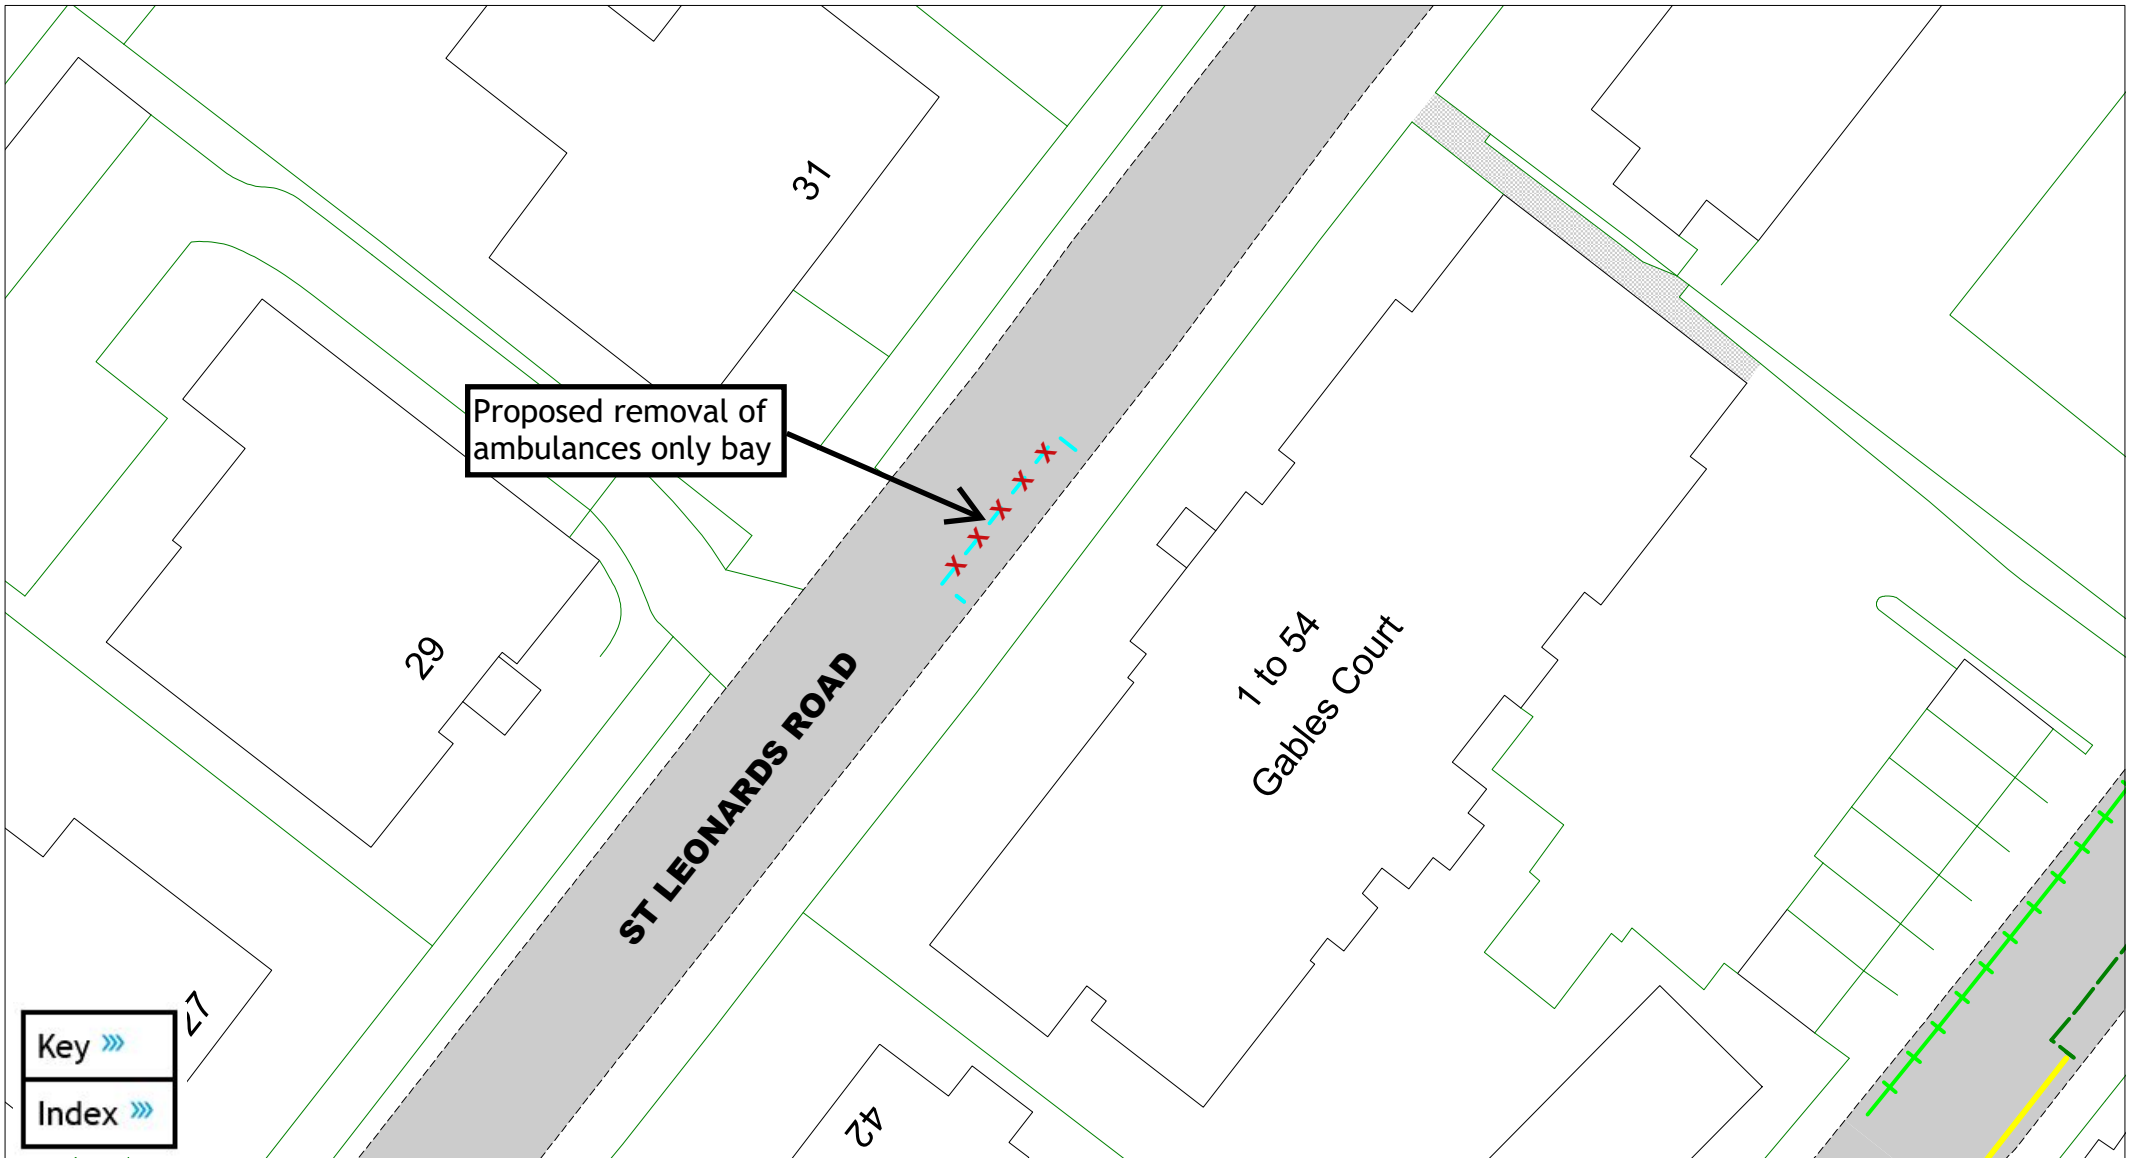 31
Proposed removal of
ambulances only bay
29
1 to 54
Gables Court
ST LEONARDS ROAD
27
Key »»
Index »»
42